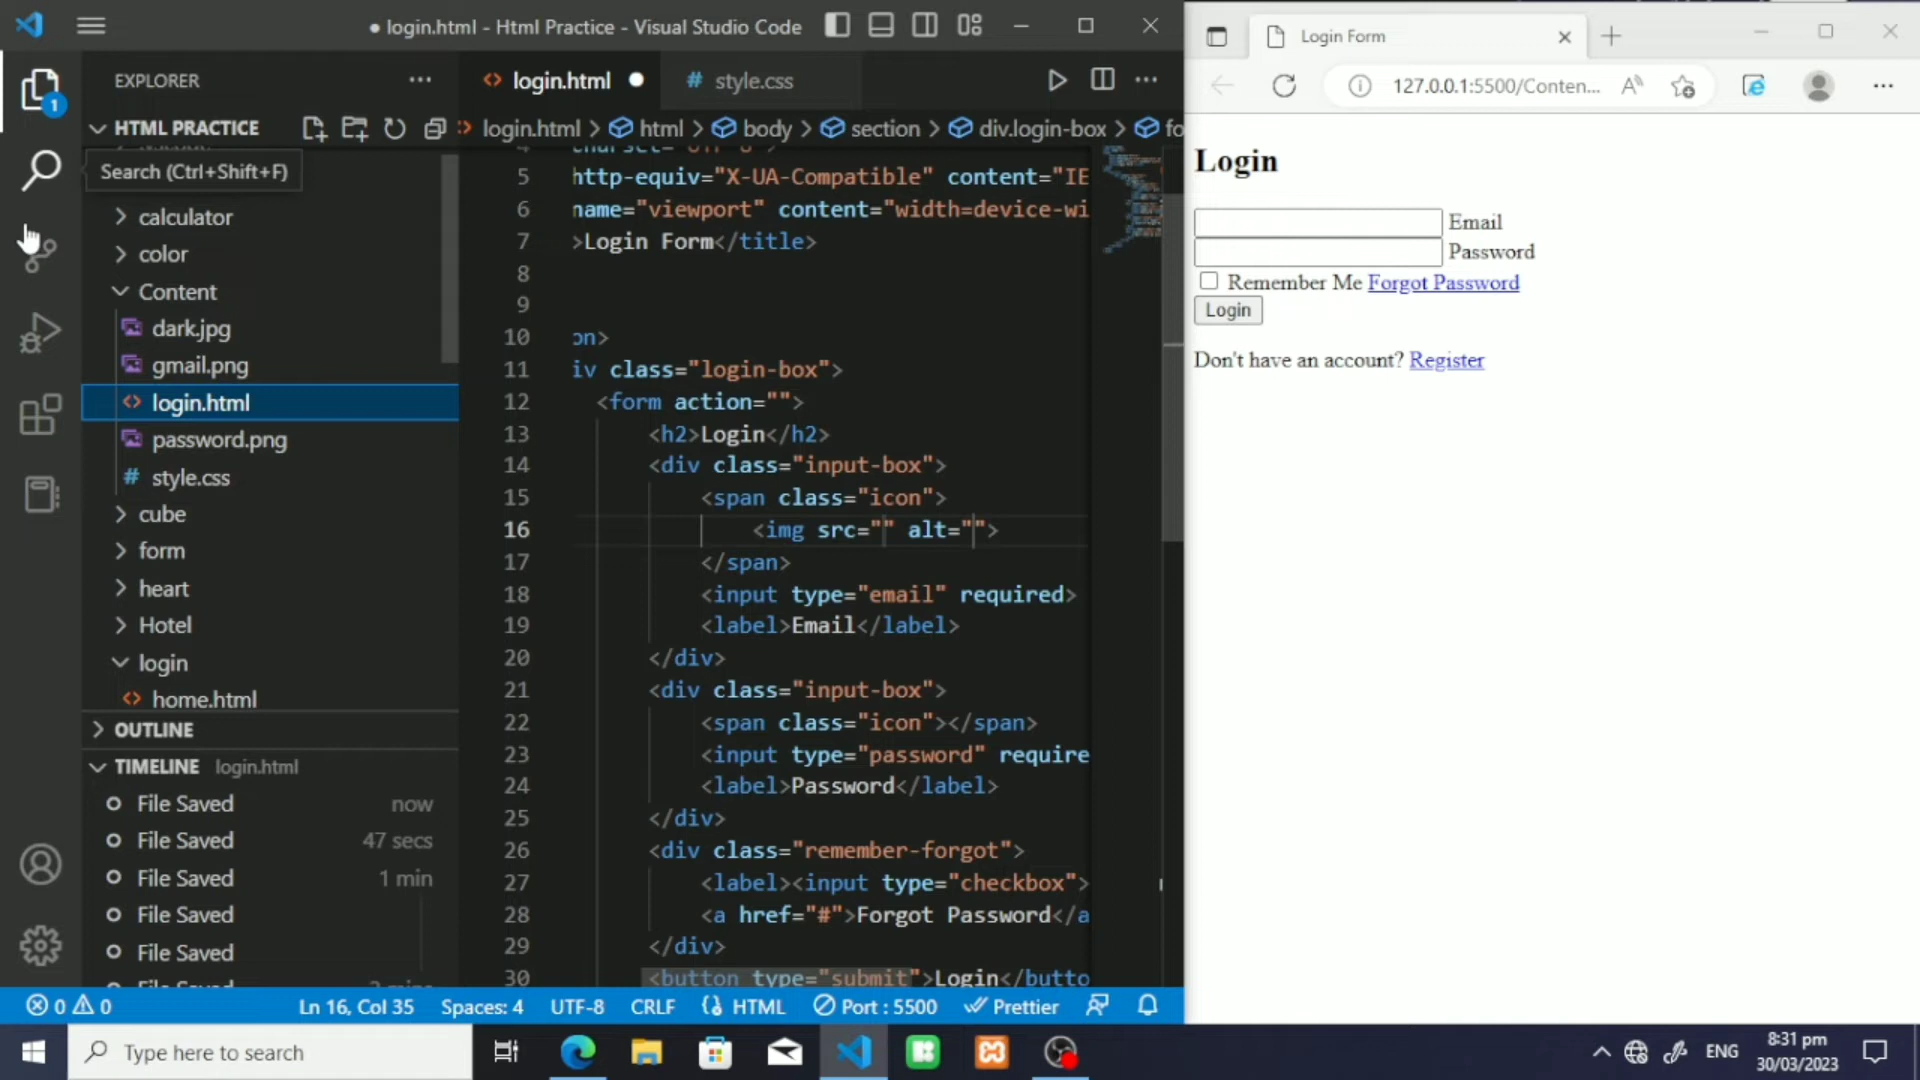 ● login.html - Html Practice - Visual Studio Code
EXPLORER
1
HTML PRACTICE
Search (Ctrl+Shift+F)
calculator
color
Content
dark.jpg
gmail.png
login.html
password.png
style.css
cube
form
heart
Hotel
login
home.html
OUTLINE
TIMELINE login.html
File Saved now
File Saved 47 secs
File Saved 1 min
File Saved
File Saved
login.html
# style.css
login.html > html > body > section > div.login-box > fo
5 http-equiv="X-UA-Compatible" content="IE
6 name="viewport" content="width=device-wi
7 >Login Form</title>
8
9
10 on>
11 iv class="login-box">
12 <form action="">
13 <h2>Login</h2>
14 <div class="input-box">
15 <span class="icon">
16 <img src="" alt="">
17 </span>
18 <input type="email" required>
19 <label>Email</label>
20 </div>
21 <div class="input-box">
22 <span class="icon"></span>
23 <input type="password" require
24 <label>Password</label>
25 </div>
26 <div class="remember-forgot">
27 <label><input type="checkbox">
28 <a href="#">Forgot Password</a
29 </div>
30 <button type="submit">Login</butto
0 0 Ln 16, Col 35 Spaces: 4 UTF-8 CRLF HTML Port : 5500 Prettier
Login Form
127.0.0.1:5500/Conten...
Login
Email
Password
Remember Me Forgot Password
Login
Don't have an account? Register
Type here to search
ENG
8:31 pm
30/03/2023